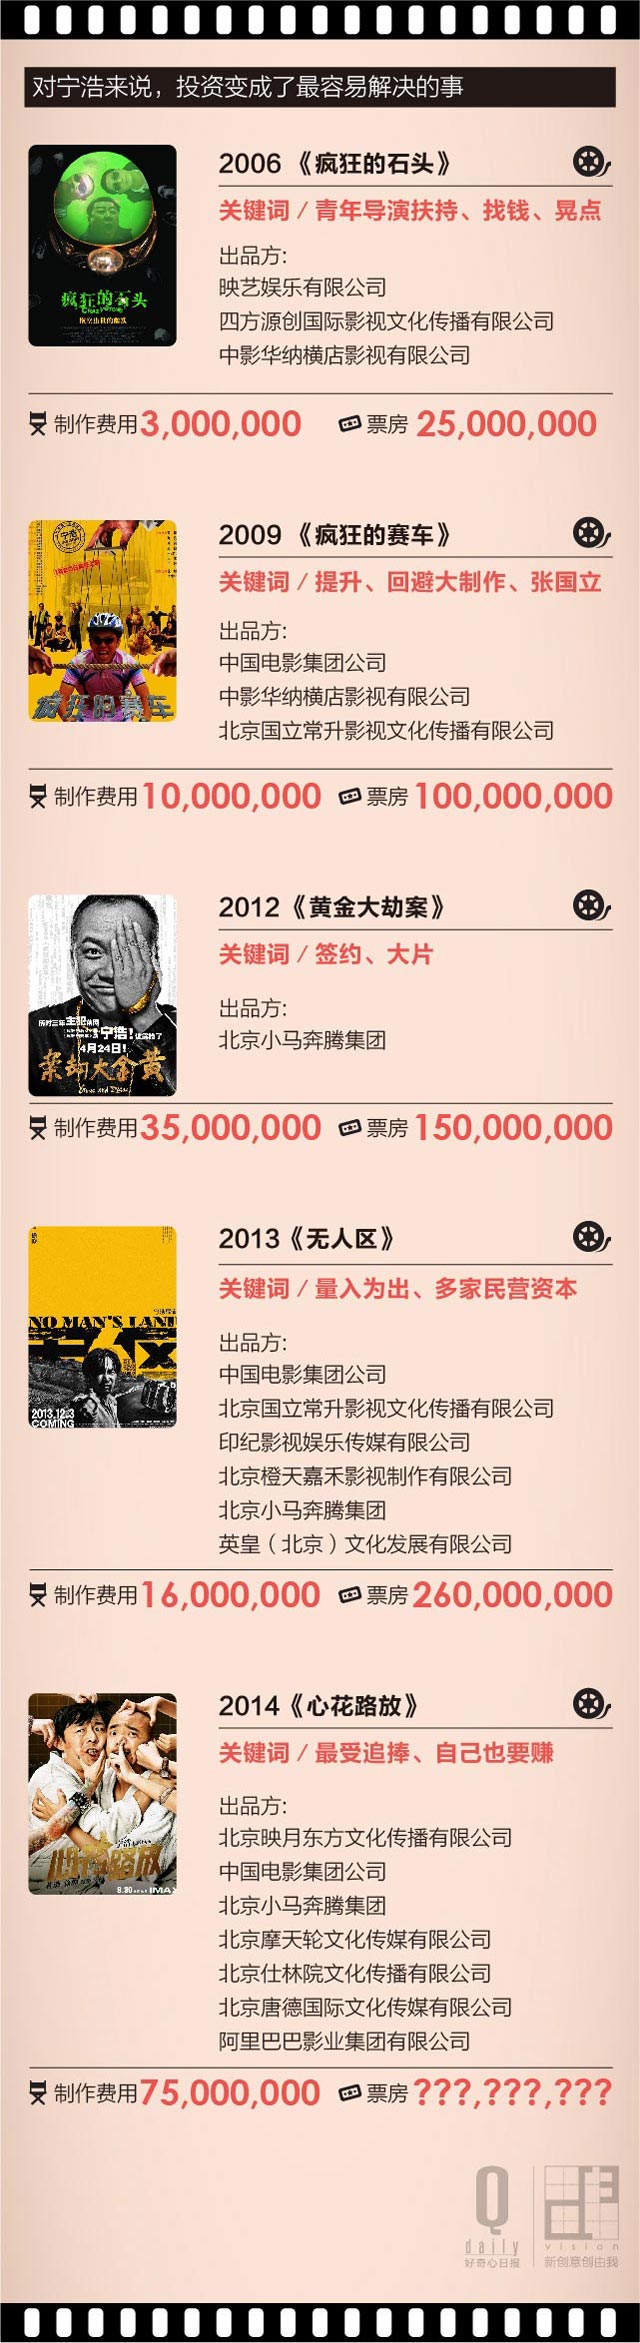 对宁浩来说，投资变成了最容易解决的事
疯狂的石头
2006 《疯狂的石头》
关键词 / 青年导演扶持、找钱、晃点
出品方:
映艺娱乐有限公司
四方源创国际影视文化传播有限公司
中影华纳横店影视有限公司
制作费用3,000,000 票房 25,000,000
宁浩
疯狂的赛车
2009 《疯狂的赛车》
关键词 / 提升、回避大制作、张国立
出品方:
中国电影集团公司
中影华纳横店影视有限公司
北京国立常升影视文化传播有限公司
制作费用10,000,000 票房 100,000,000
宁浩!
4月24日!
案劫大金黄
2012《黄金大劫案》
关键词 / 签约、大片
出品方:
北京小马奔腾集团
制作费用35,000,000 票房 150,000,000
NO MAN'S LAND
2013.12.3
COMING
2013《无人区》
关键词 / 量入为出、多家民营资本
出品方:
中国电影集团公司
北京国立常升影视文化传播有限公司
印纪影视娱乐传媒有限公司
北京橙天嘉禾影视制作有限公司
北京小马奔腾集团
英皇（北京）文化发展有限公司
制作费用16,000,000 票房 260,000,000
心花路放
9.30
IMAX
2014《心花路放》
关键词 / 最受追捧、自己也要赚
出品方:
北京映月东方文化传播有限公司
中国电影集团公司
北京小马奔腾集团
北京摩天轮文化传媒有限公司
北京仕林院文化传播有限公司
北京唐德国际文化传媒有限公司
阿里巴巴影业集团有限公司
制作费用75,000,000 票房 ???,???,???
Q
daily
好奇心日报
vision
新创意创由我